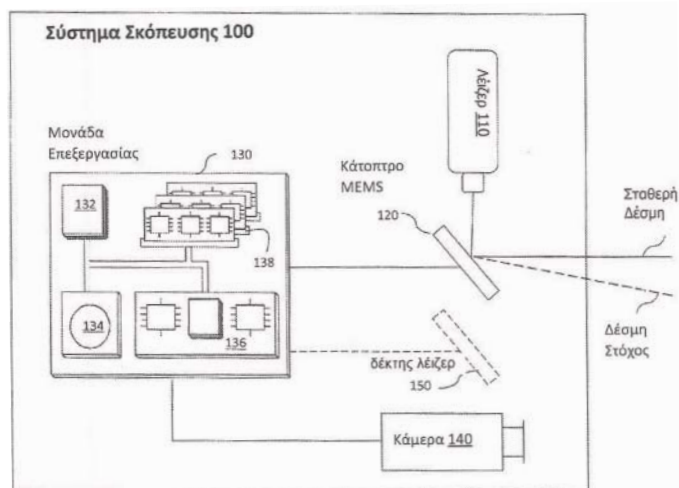 Σύστημα Σκόπευσης 100
Λέιζερ 110
Μονάδα
Επεξεργασίας
130
Κάτοπτρο
MEMS
120
Σταθερή
Δέσμη
132
138
134
136
Δέσμη
Στόχος
δέκτης λέιζερ
150
Κάμερα 140